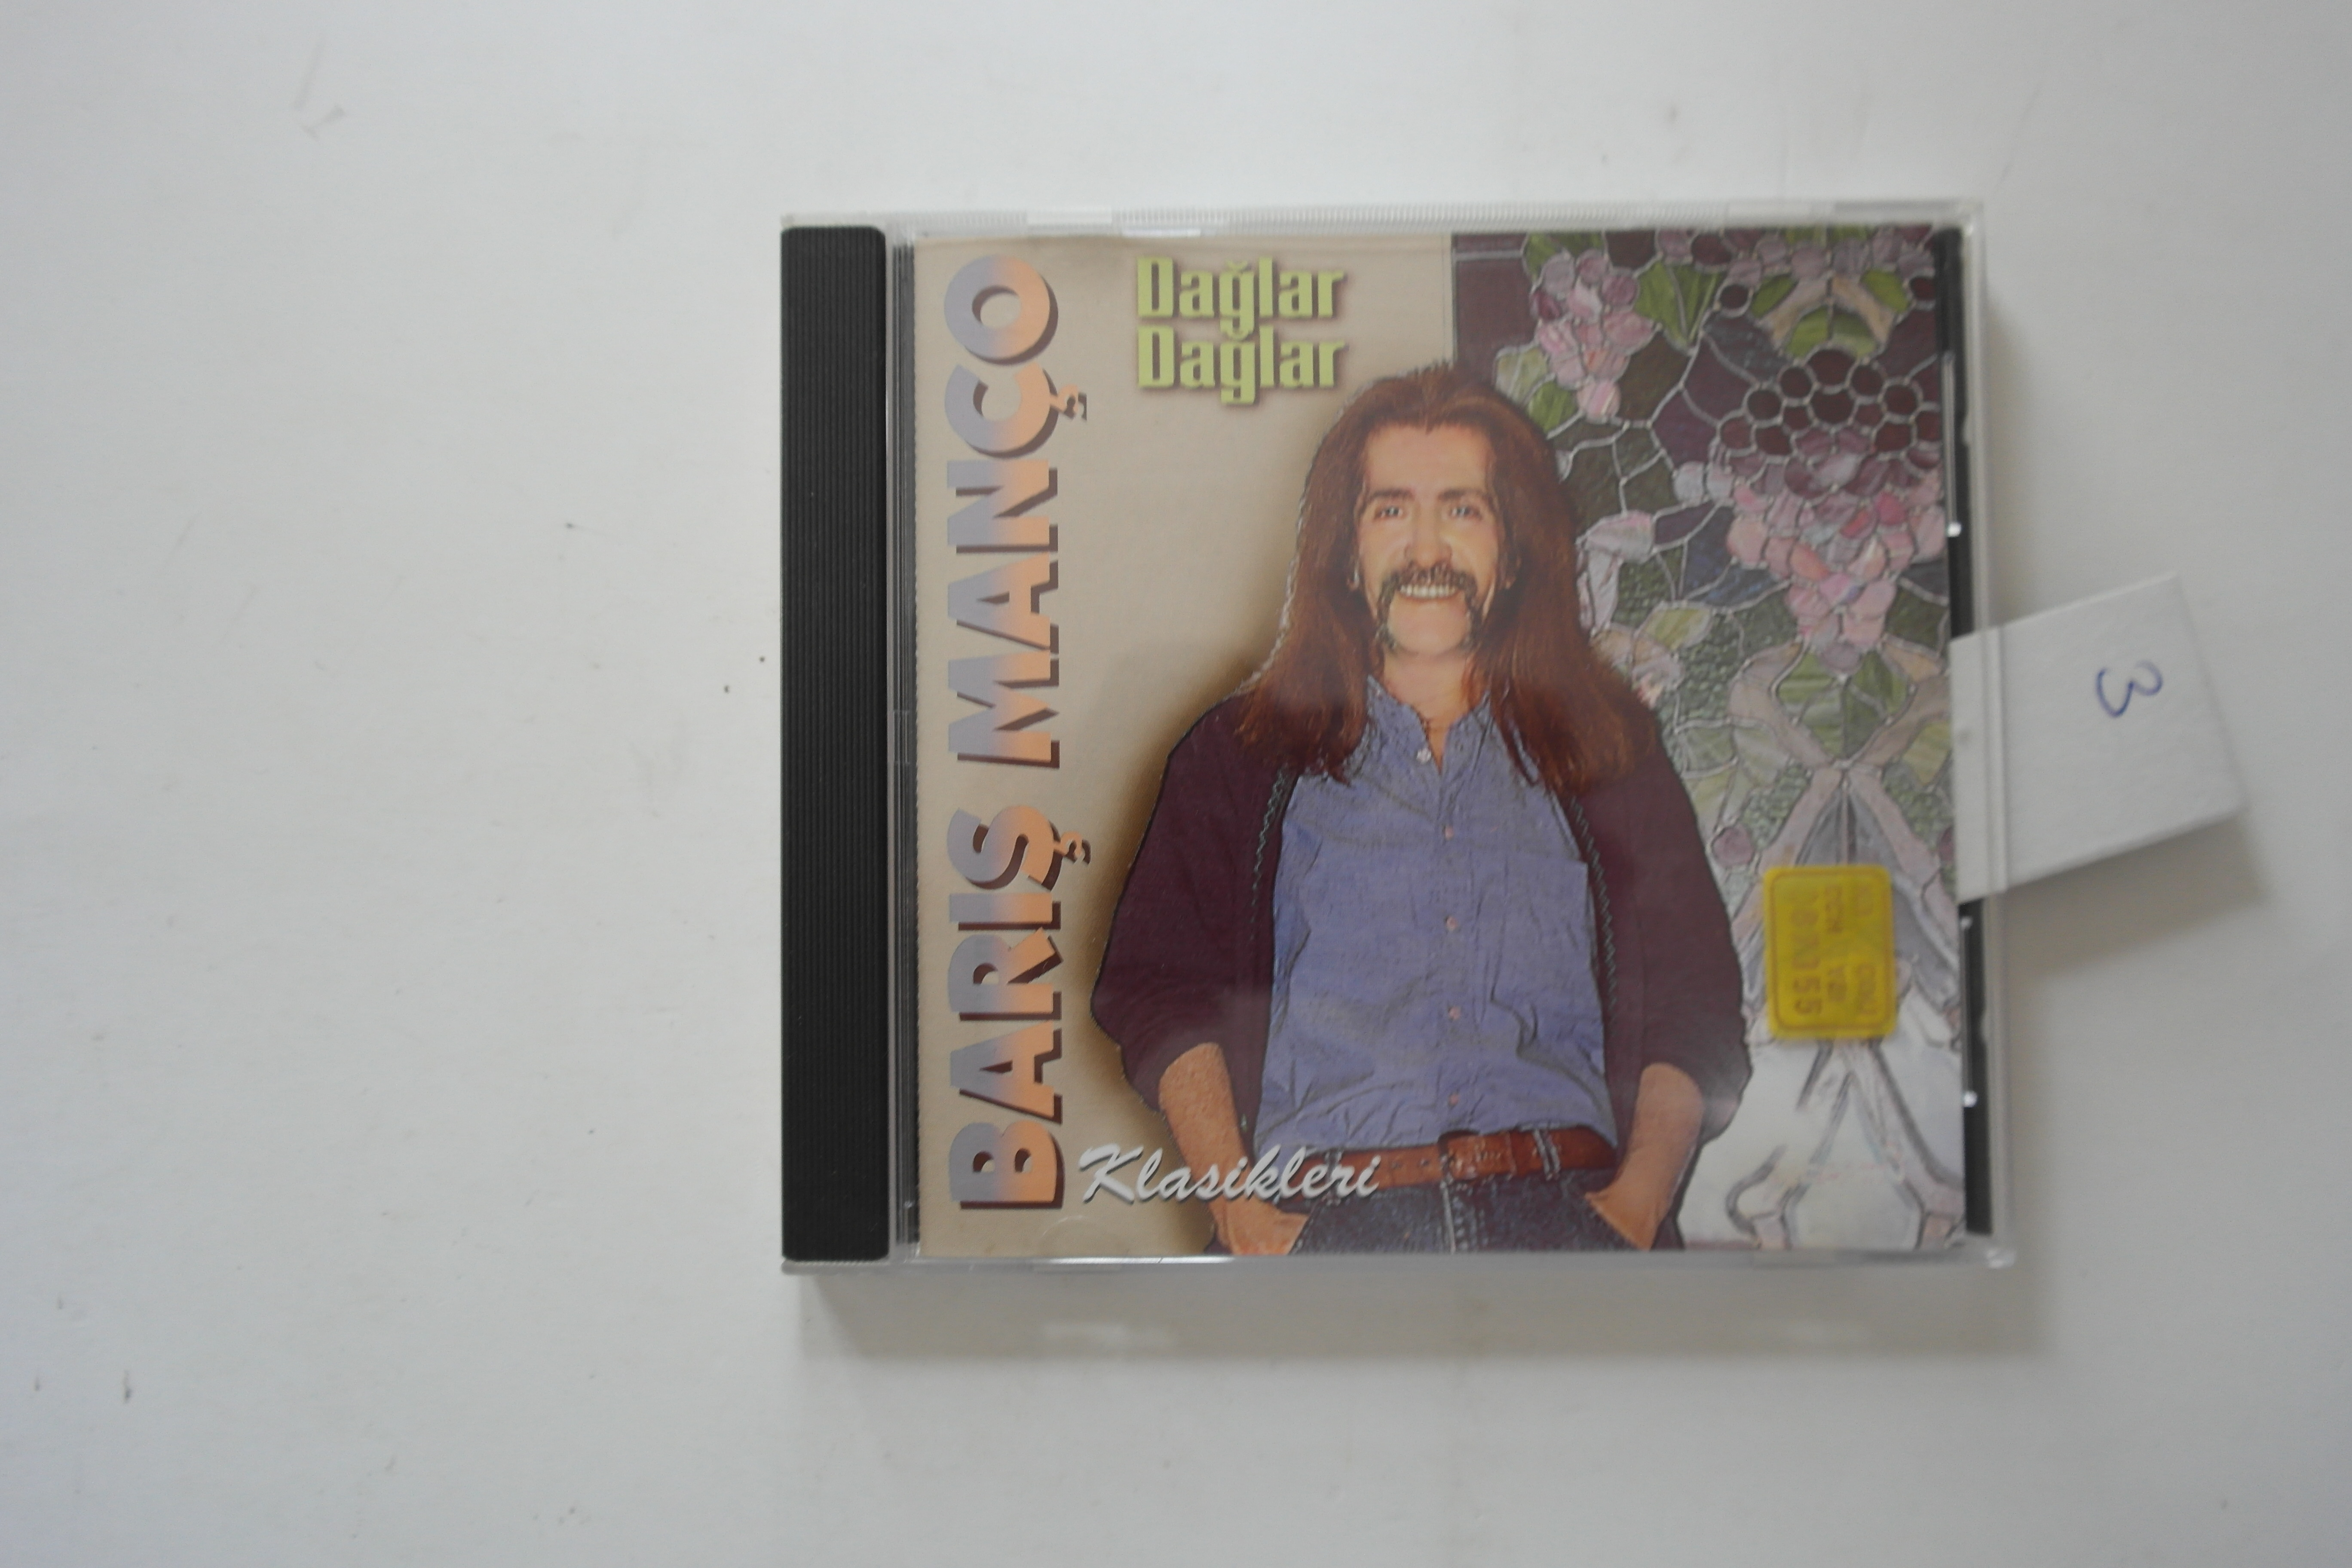 BARIŞ MANÇO
Dağlar
Dağlar
Klasikleri
3